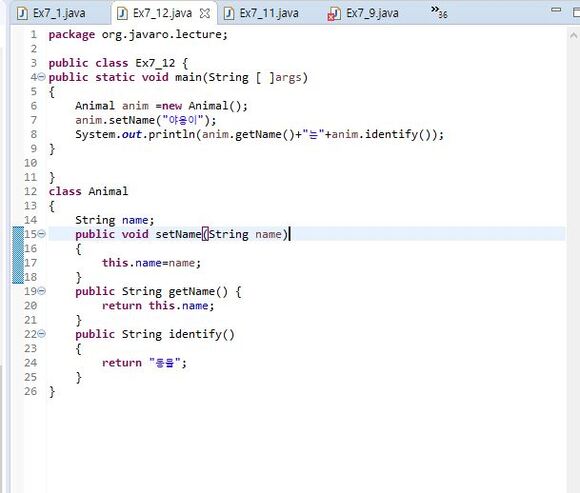 Ex7_1.java Ex7_12.java Ex7_11.java Ex7_9.java »36
1 package org.javaro.lecture;
2
3 public class Ex7_12 {
4 public static void main(String [ ]args)
5 {
6 Animal anim =new Animal();
7 anim.setName("야옹이");
8 System.out.println(anim.getName()+"는"+anim.identify());
9 }
10
11 }
12 class Animal
13 {
14 String name;
15 public void setName(String name)
16 {
17 this.name=name;
18 }
19 public String getName() {
20 return this.name;
21 }
22 public String identify()
23 {
24 return "동물";
25 }
26 }